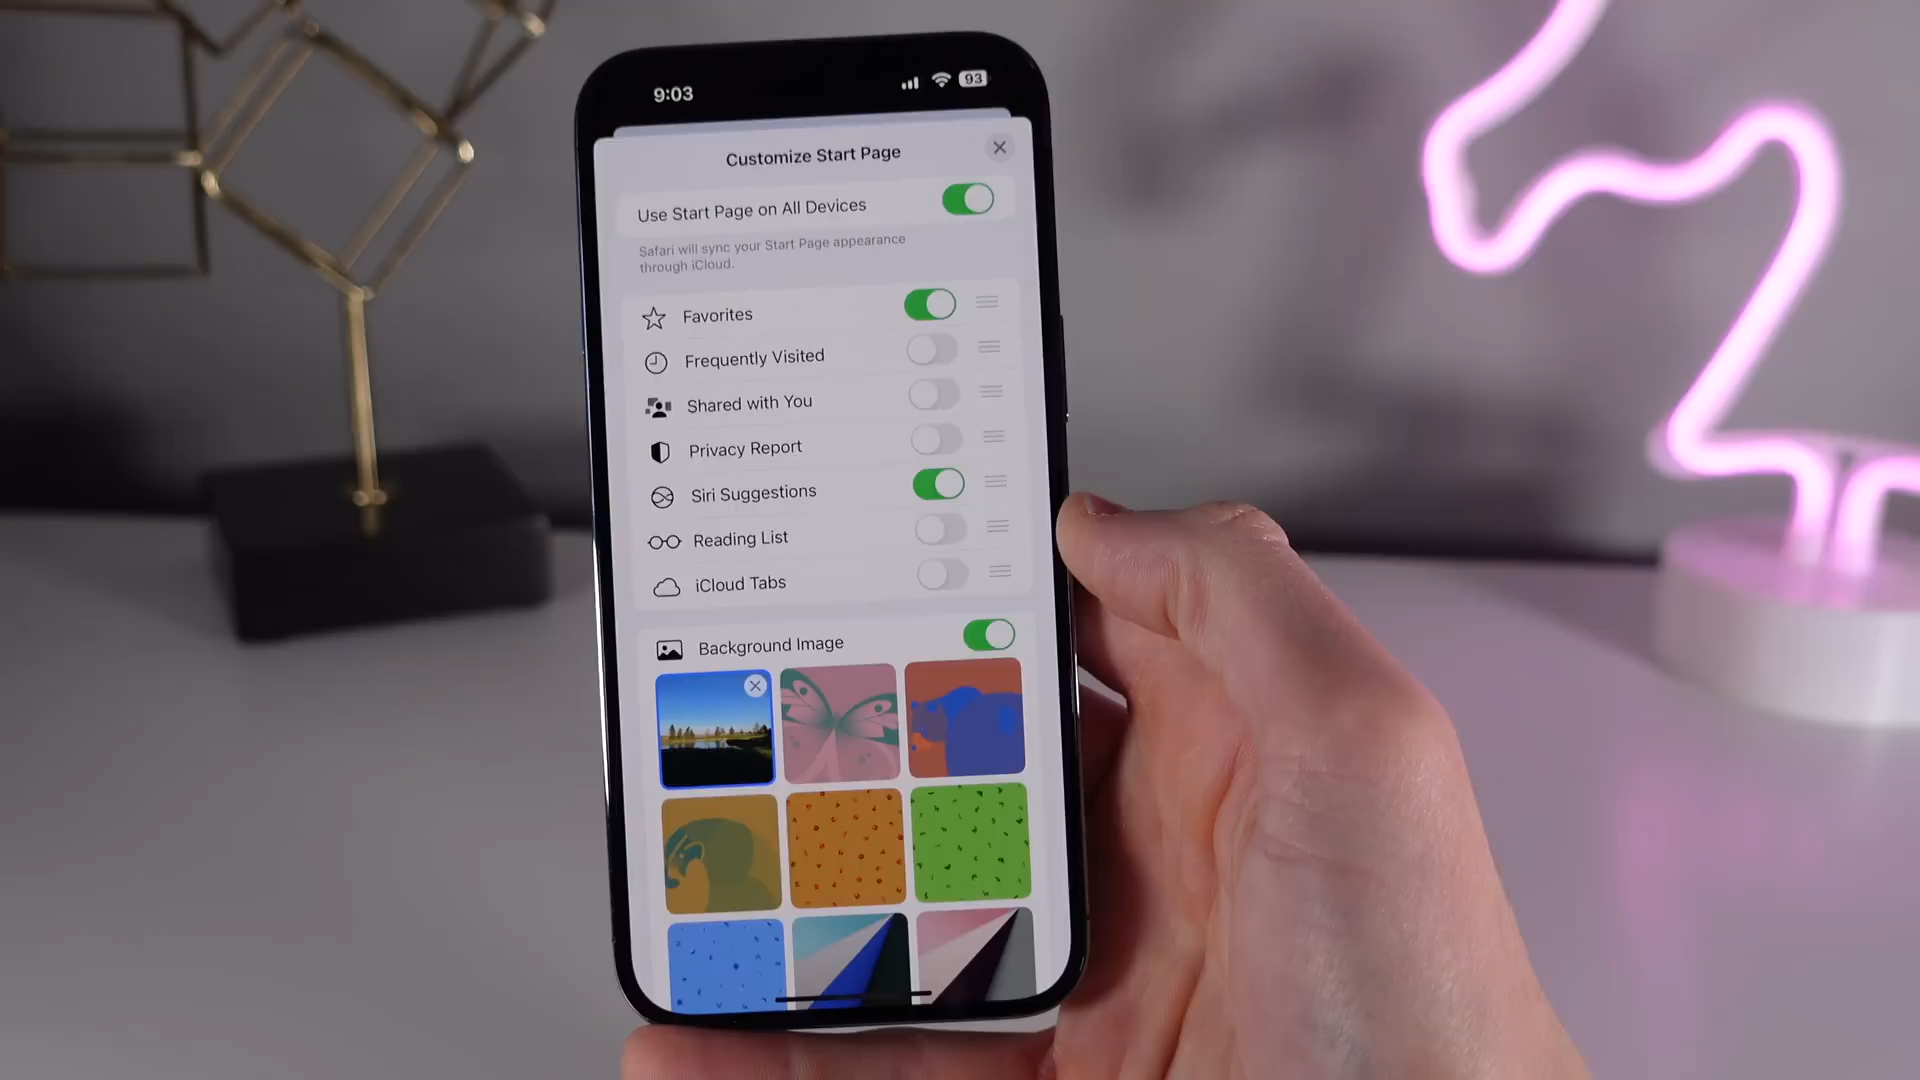 9:03
93
Customize Start Page
Use Start Page on All Devices
Safari will sync your Start Page appearance
through iCloud.
Favorites
Frequently Visited
Shared with You
Privacy Report
Siri Suggestions
Reading List
iCloud Tabs
Background Image